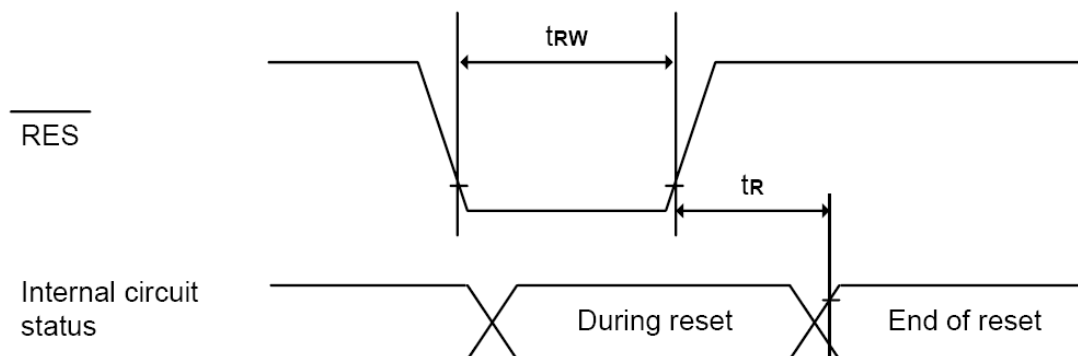 tRW
RES
tR
Internal circuit
status
During reset
End of reset